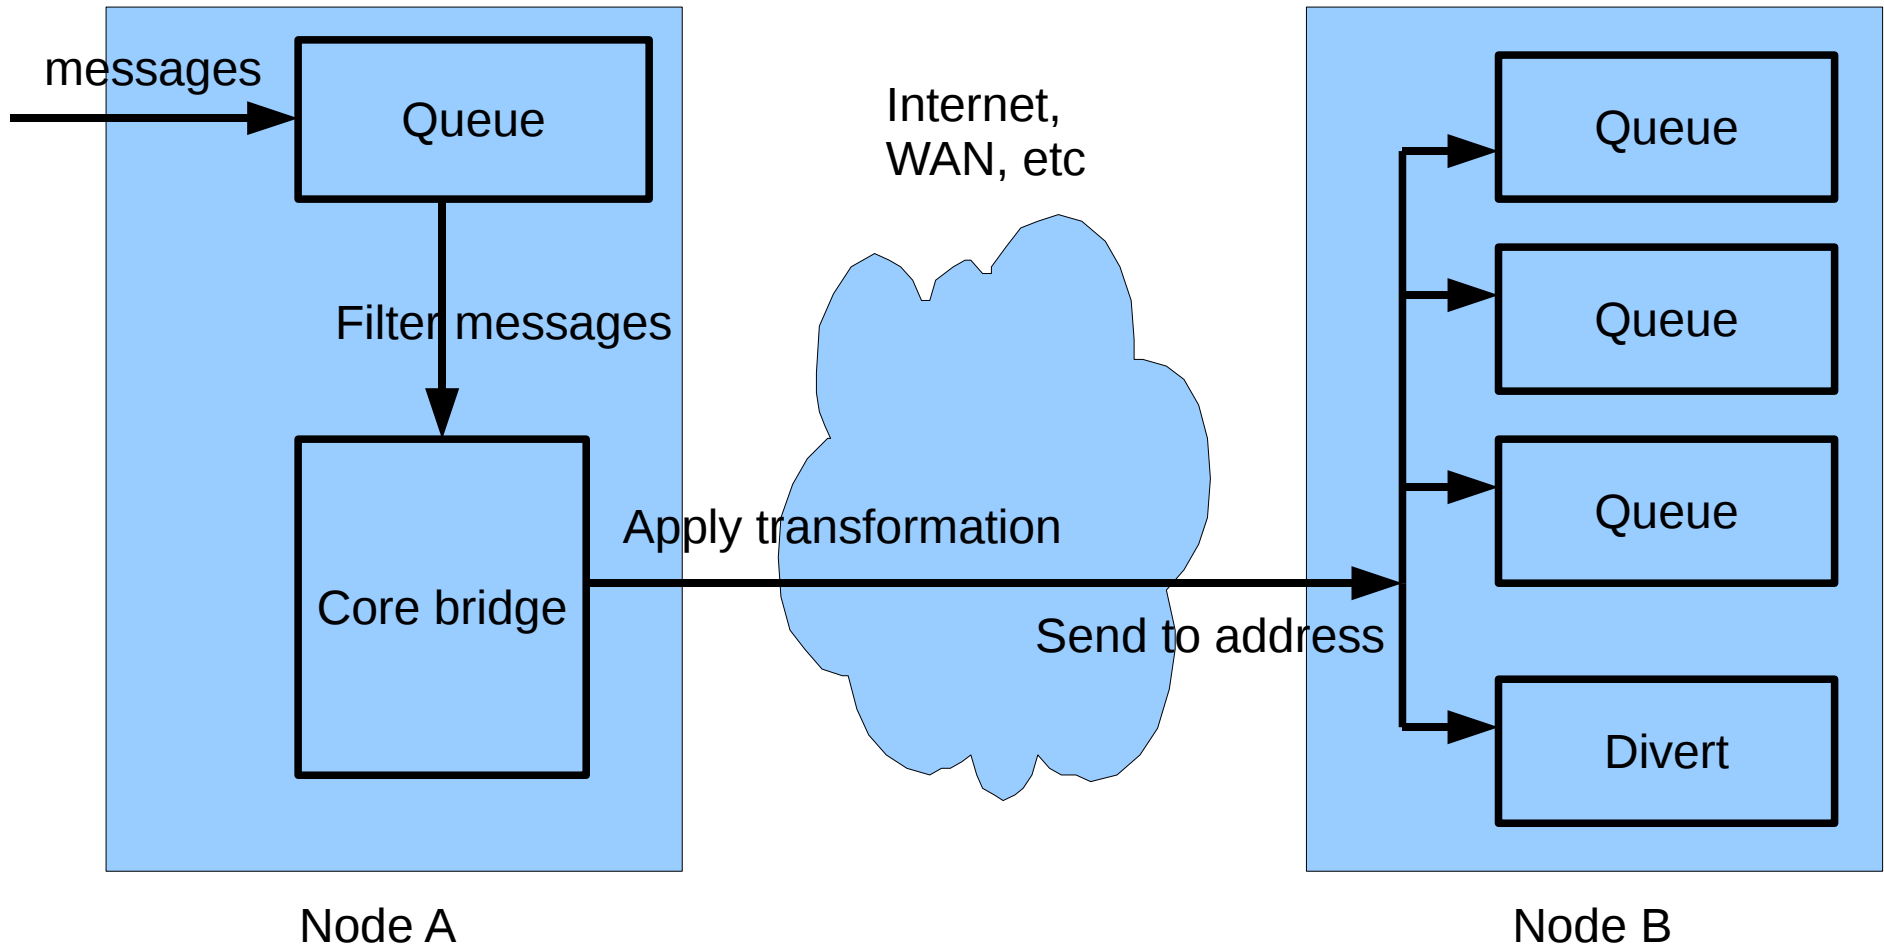 messages
Queue
Filter messages
Core bridge
Node A
Internet,
WAN, etc
Apply transformation
Send to address
Queue
Queue
Queue
Divert
Node B